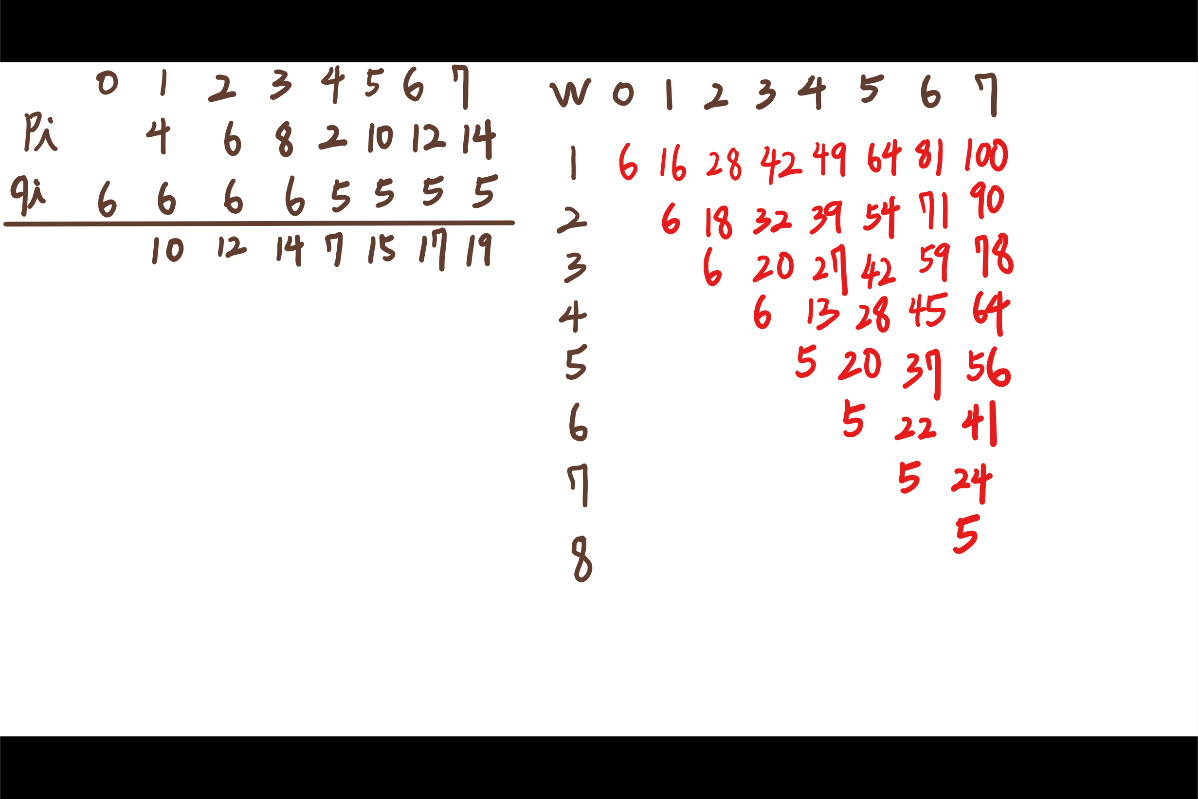 0 1 2 3 4 5 6 7
Pi 4 6 8 2 10 12 14
qi 6 6 6 6 5 5 5 5
10 12 14 7 15 17 19
W 0 1 2 3 4 5 6 7
1 6 16 28 42 49 64 81 100
2 6 18 32 39 54 71 90
3 6 20 27 42 59 78
4 6 13 28 45 64
5 5 20 37 56
6 5 22 41
7 5 24
8 5